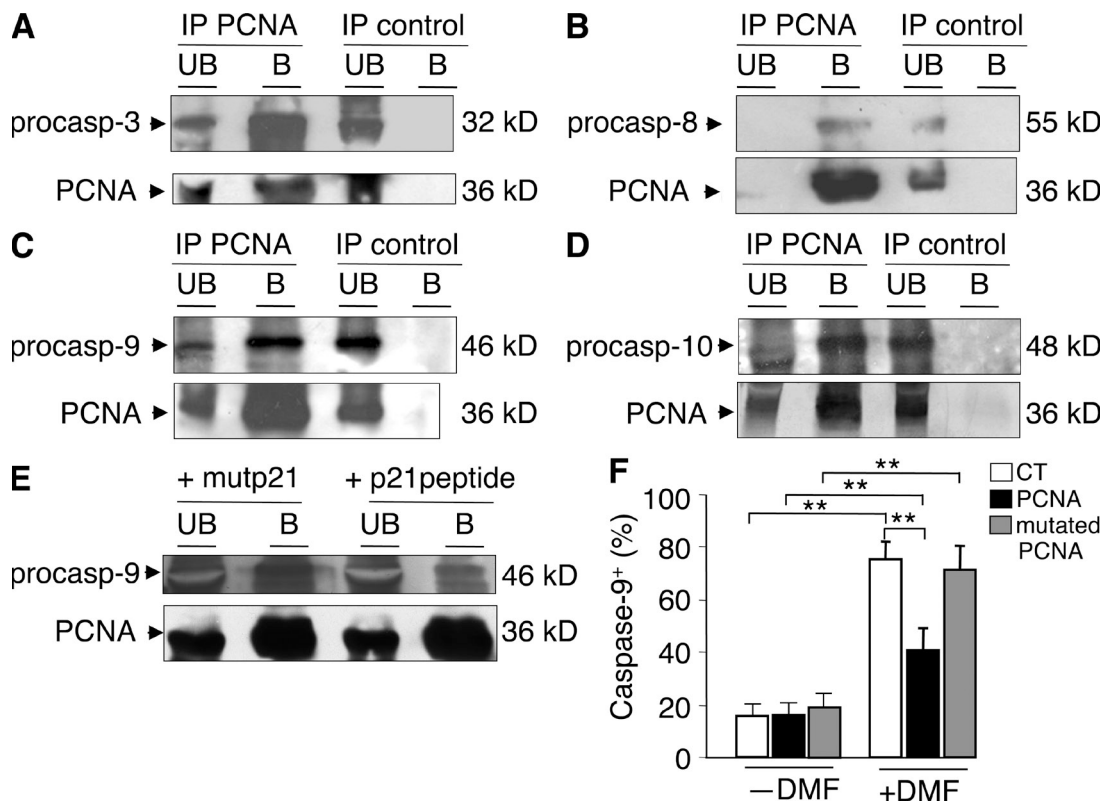 A
IP PCNA IP control
UB B UB B
procasp-3 32 kD
PCNA 36 kD
B
IP PCNA IP control
UB B UB B
procasp-8 55 kD
PCNA 36 kD
C
IP PCNA IP control
UB B UB B
procasp-9 46 kD
PCNA 36 kD
D
IP PCNA IP control
UB B UB B
procasp-10 48 kD
PCNA 36 kD
E
+ mutp21 + p21peptide
UB B UB B
procasp-9 46 kD
PCNA 36 kD
F
Caspase-9+ (%)
100
80
60
40
20
0
**
**
**
**
CT
PCNA
mutated
PCNA
—DMF +DMF